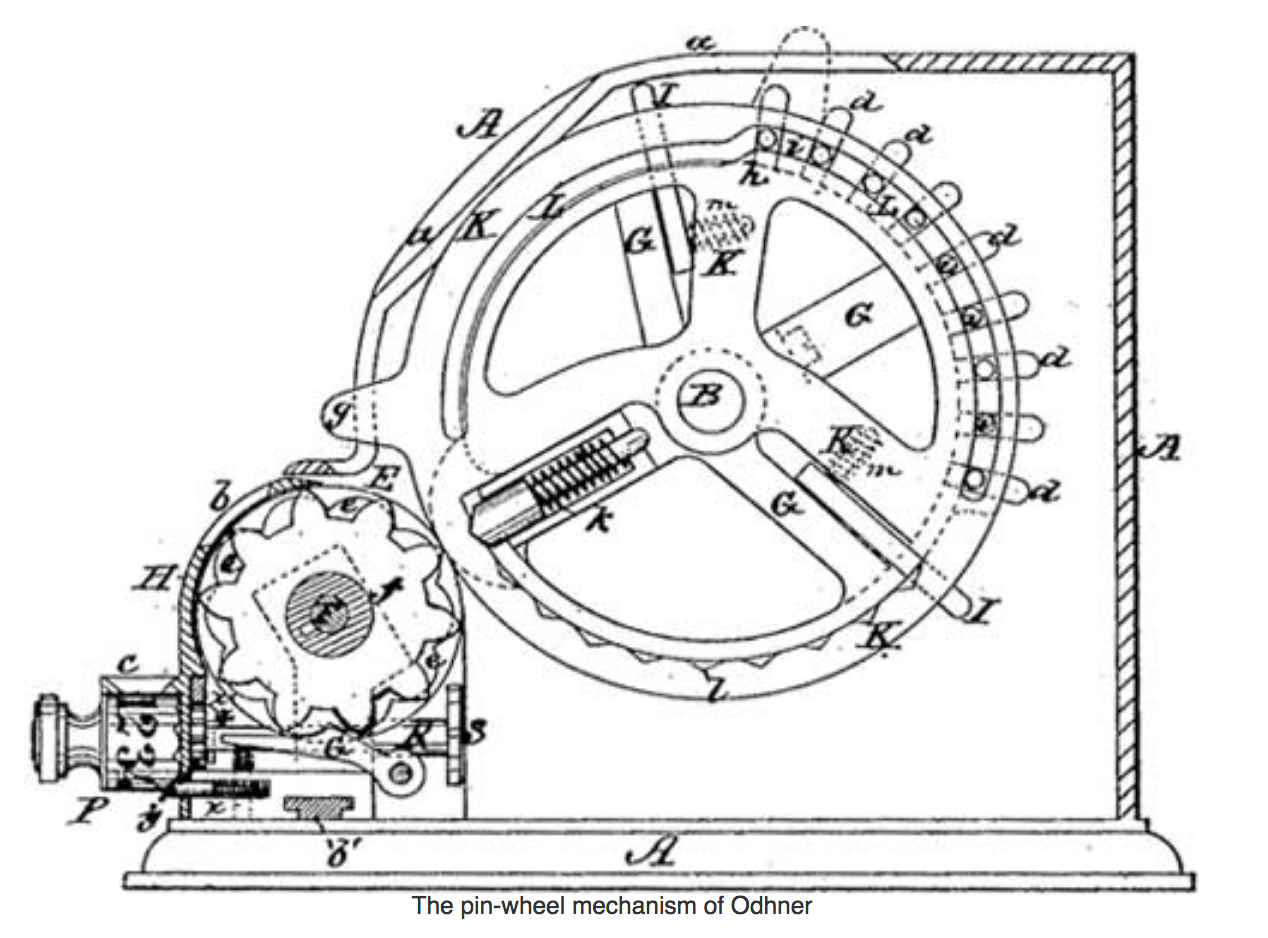 a
A
I
d
d
i
h
L
a
K
m
G
K
L
d
G
d
g
B
A
K
m
E
d
b
e
k
G
H
e
f
F
I
e
K
c
l
G
R
S
P
y
x
b'
A
The pin-wheel mechanism of Odhner